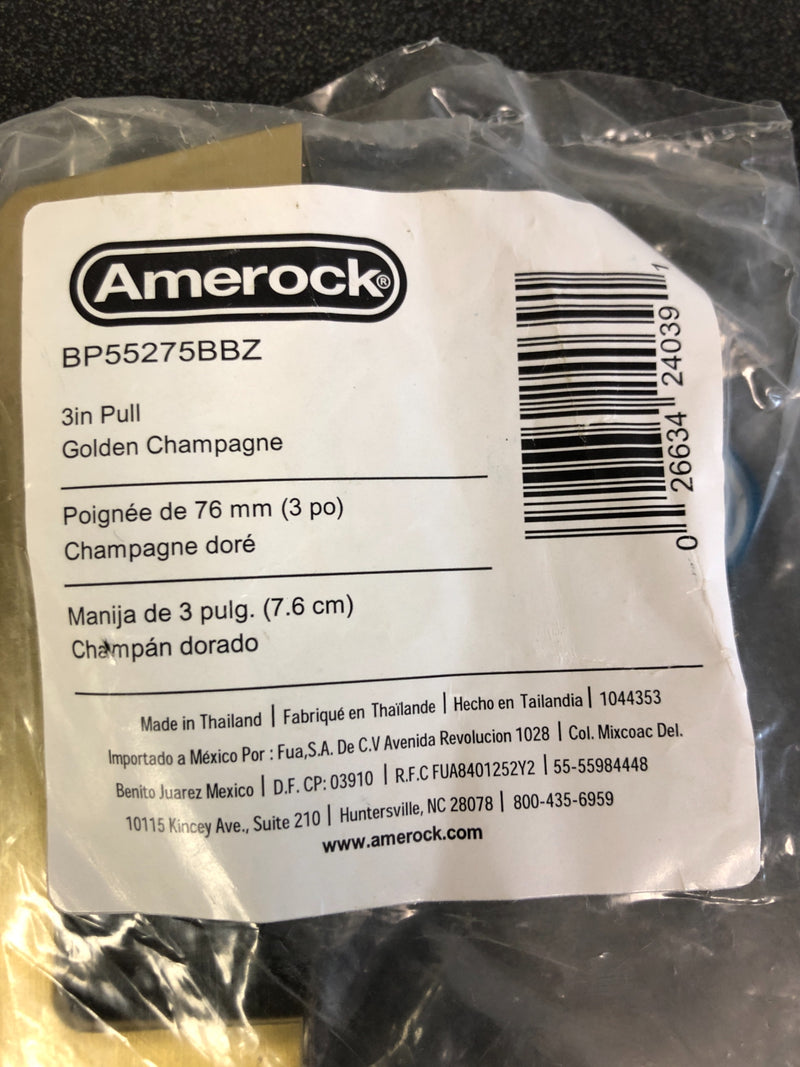 Amerock®
BP55275BBZ
3in Pull
Golden Champagne
Poignée de 76 mm (3 po)
Champagne doré
Manija de 3 pulg. (7.6 cm)
Champán dorado
0 26634 24039 1
Made in Thailand | Fabriqué en Thaïlande | Hecho en Tailandia | 1044353
Importado a México Por : Fua,S.A. De C.V Avenida Revolucion 1028 | Col. Mixcoac Del.
Benito Juarez Mexico | D.F. CP: 03910 | R.F.C FUA8401252Y2 | 55-55984448
10115 Kincey Ave., Suite 210 | Huntersville, NC 28078 | 800-435-6959
www.amerock.com